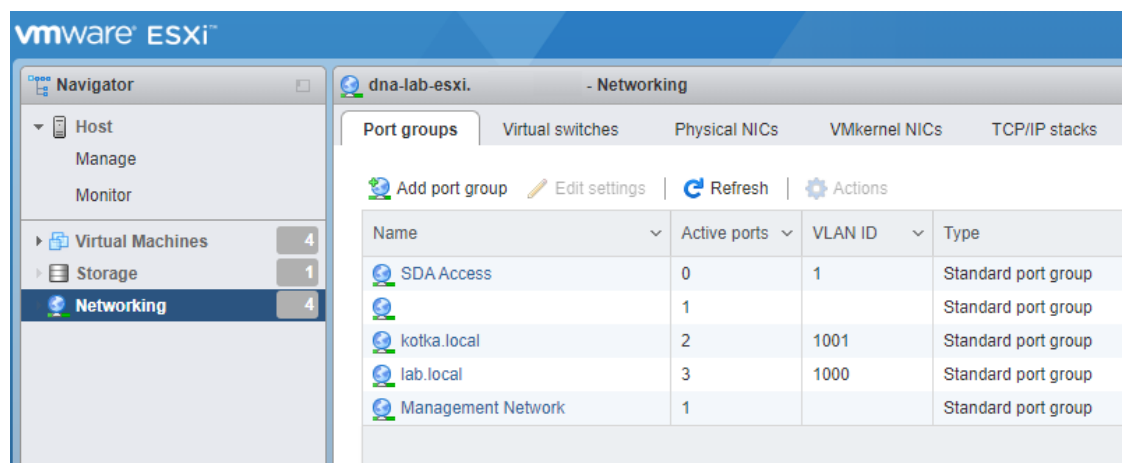 vmware ESXi™
Navigator
Host
Manage
Monitor
Virtual Machines 4
Storage 1
Networking 4
dna-lab-esxi. - Networking
Port groups Virtual switches Physical NICs VMkernel NICs TCP/IP stacks
Add port group Edit settings Refresh Actions
Name Active ports VLAN ID Type
SDA Access 0 1 Standard port group
1 Standard port group
kotka.local 2 1001 Standard port group
lab.local 3 1000 Standard port group
Management Network 1 Standard port group